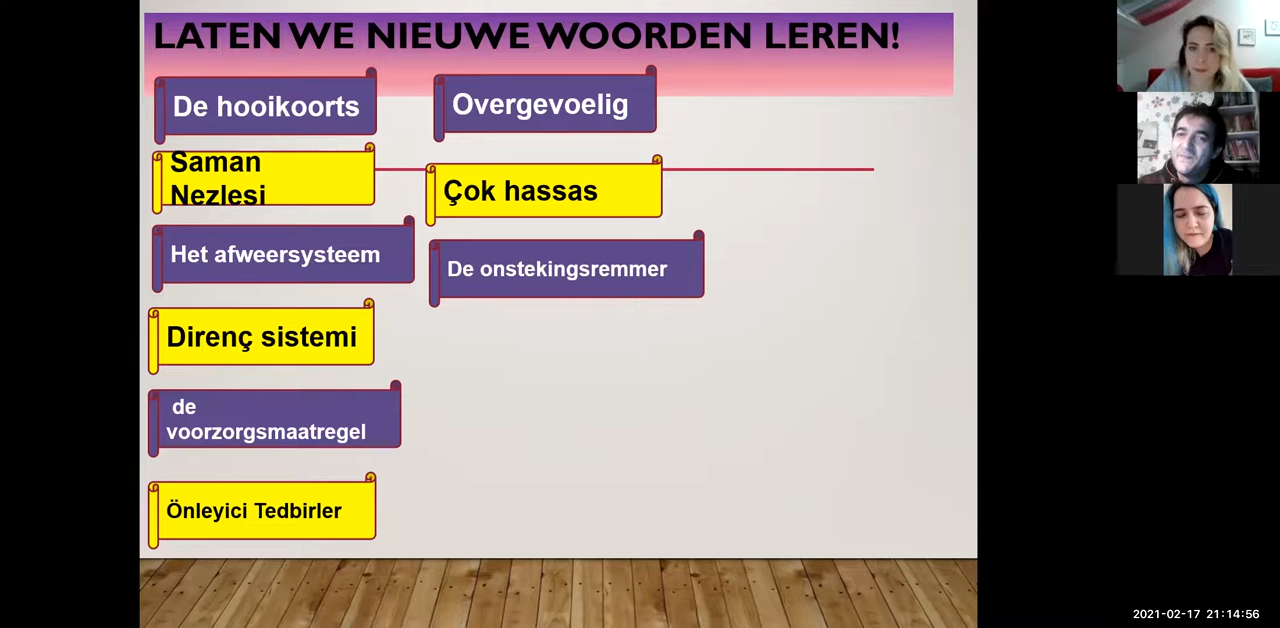 LATEN WE NIEUWE WOORDEN LEREN!
De hooikoorts
Saman
Nezlesi
Het afweersysteem
Direnç sistemi
de
voorzorgsmaatregel
Önleyici Tedbirler
Overgevoelig
Çok hassas
De onstekingsremmer
2021-02-17 21:14:56